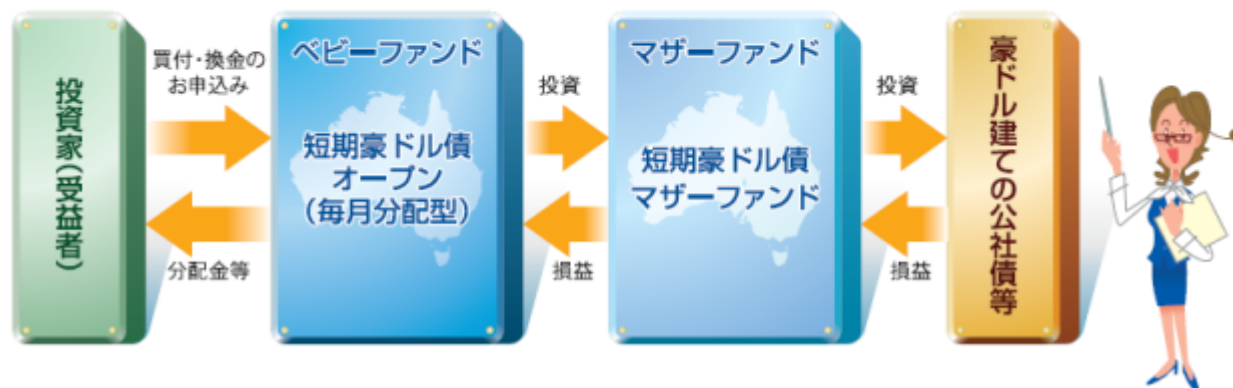 投資家(受益者)
買付・換金の
お申込み
分配金等
ベビーファンド
短期豪ドル債
オープン
(毎月分配型)
投資
損益
マザーファンド
短期豪ドル債
マザーファンド
投資
損益
豪ドル建ての公社債等